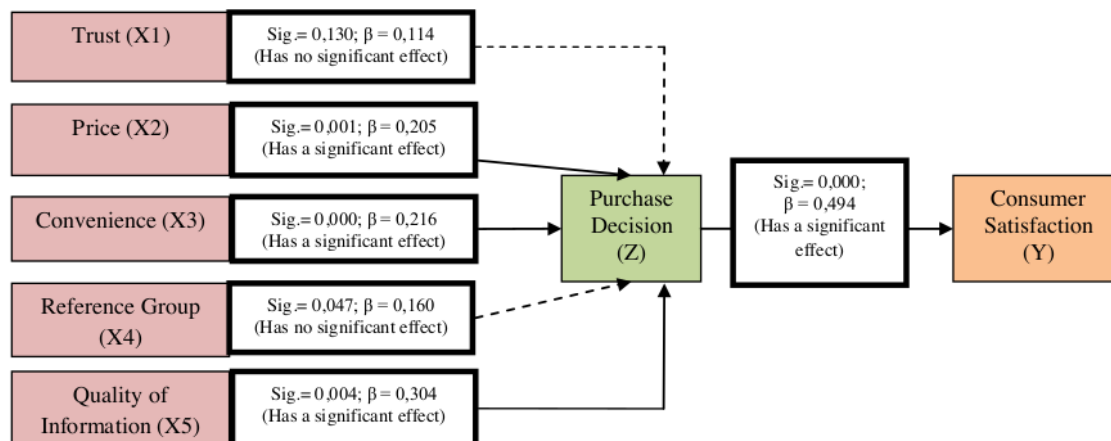 Trust (X1)
Sig.= 0,130; β = 0,114
(Has no significant effect)
Price (X2)
Sig.= 0,001; β = 0,205
(Has a significant effect)
Convenience (X3)
Sig.= 0,000; β = 0,216
(Has a significant effect)
Reference Group
(X4)
Sig.= 0,047; β = 0,160
(Has no significant effect)
Quality of
Information (X5)
Sig.= 0,004; β = 0,304
(Has a significant effect)
Purchase
Decision
(Z)
Sig.= 0,000;
β = 0,494
(Has a significant
effect)
Consumer
Satisfaction
(Y)